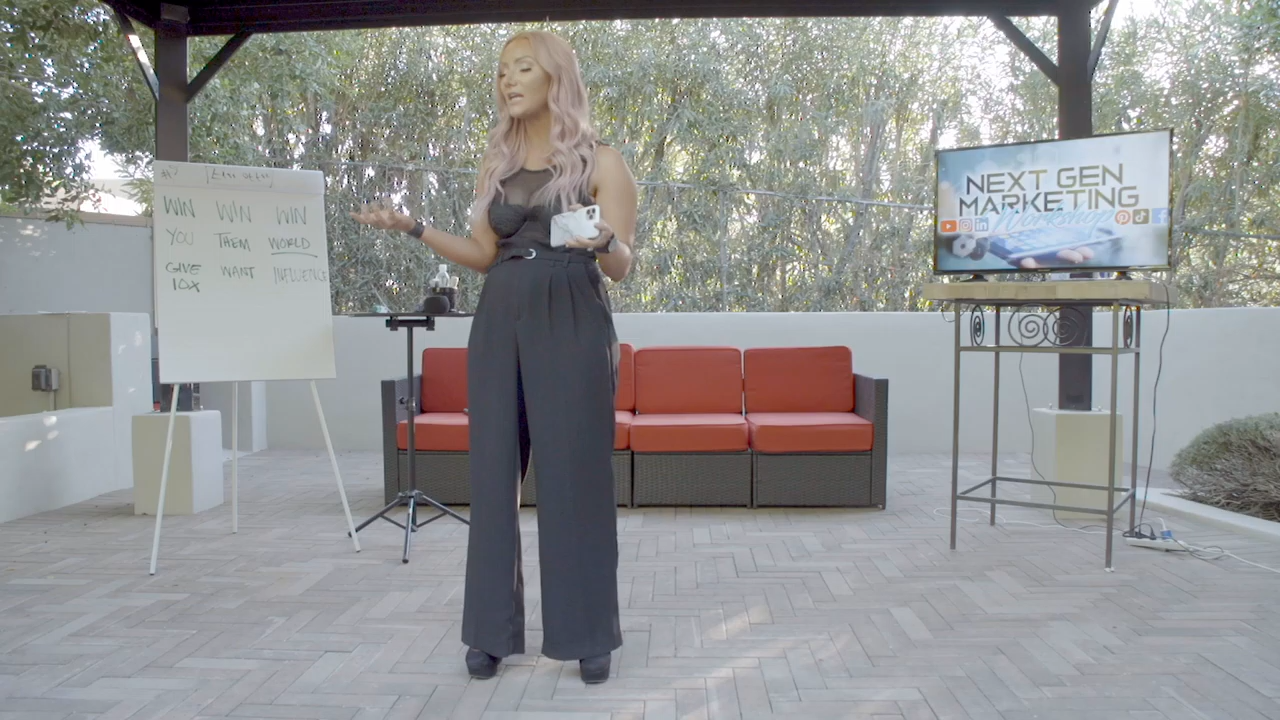 WIN WIN WIN
YOU THEM WORLD
GIVE WANT INFLUENCE
10X
NEXT GEN
MARKETING
Workshop